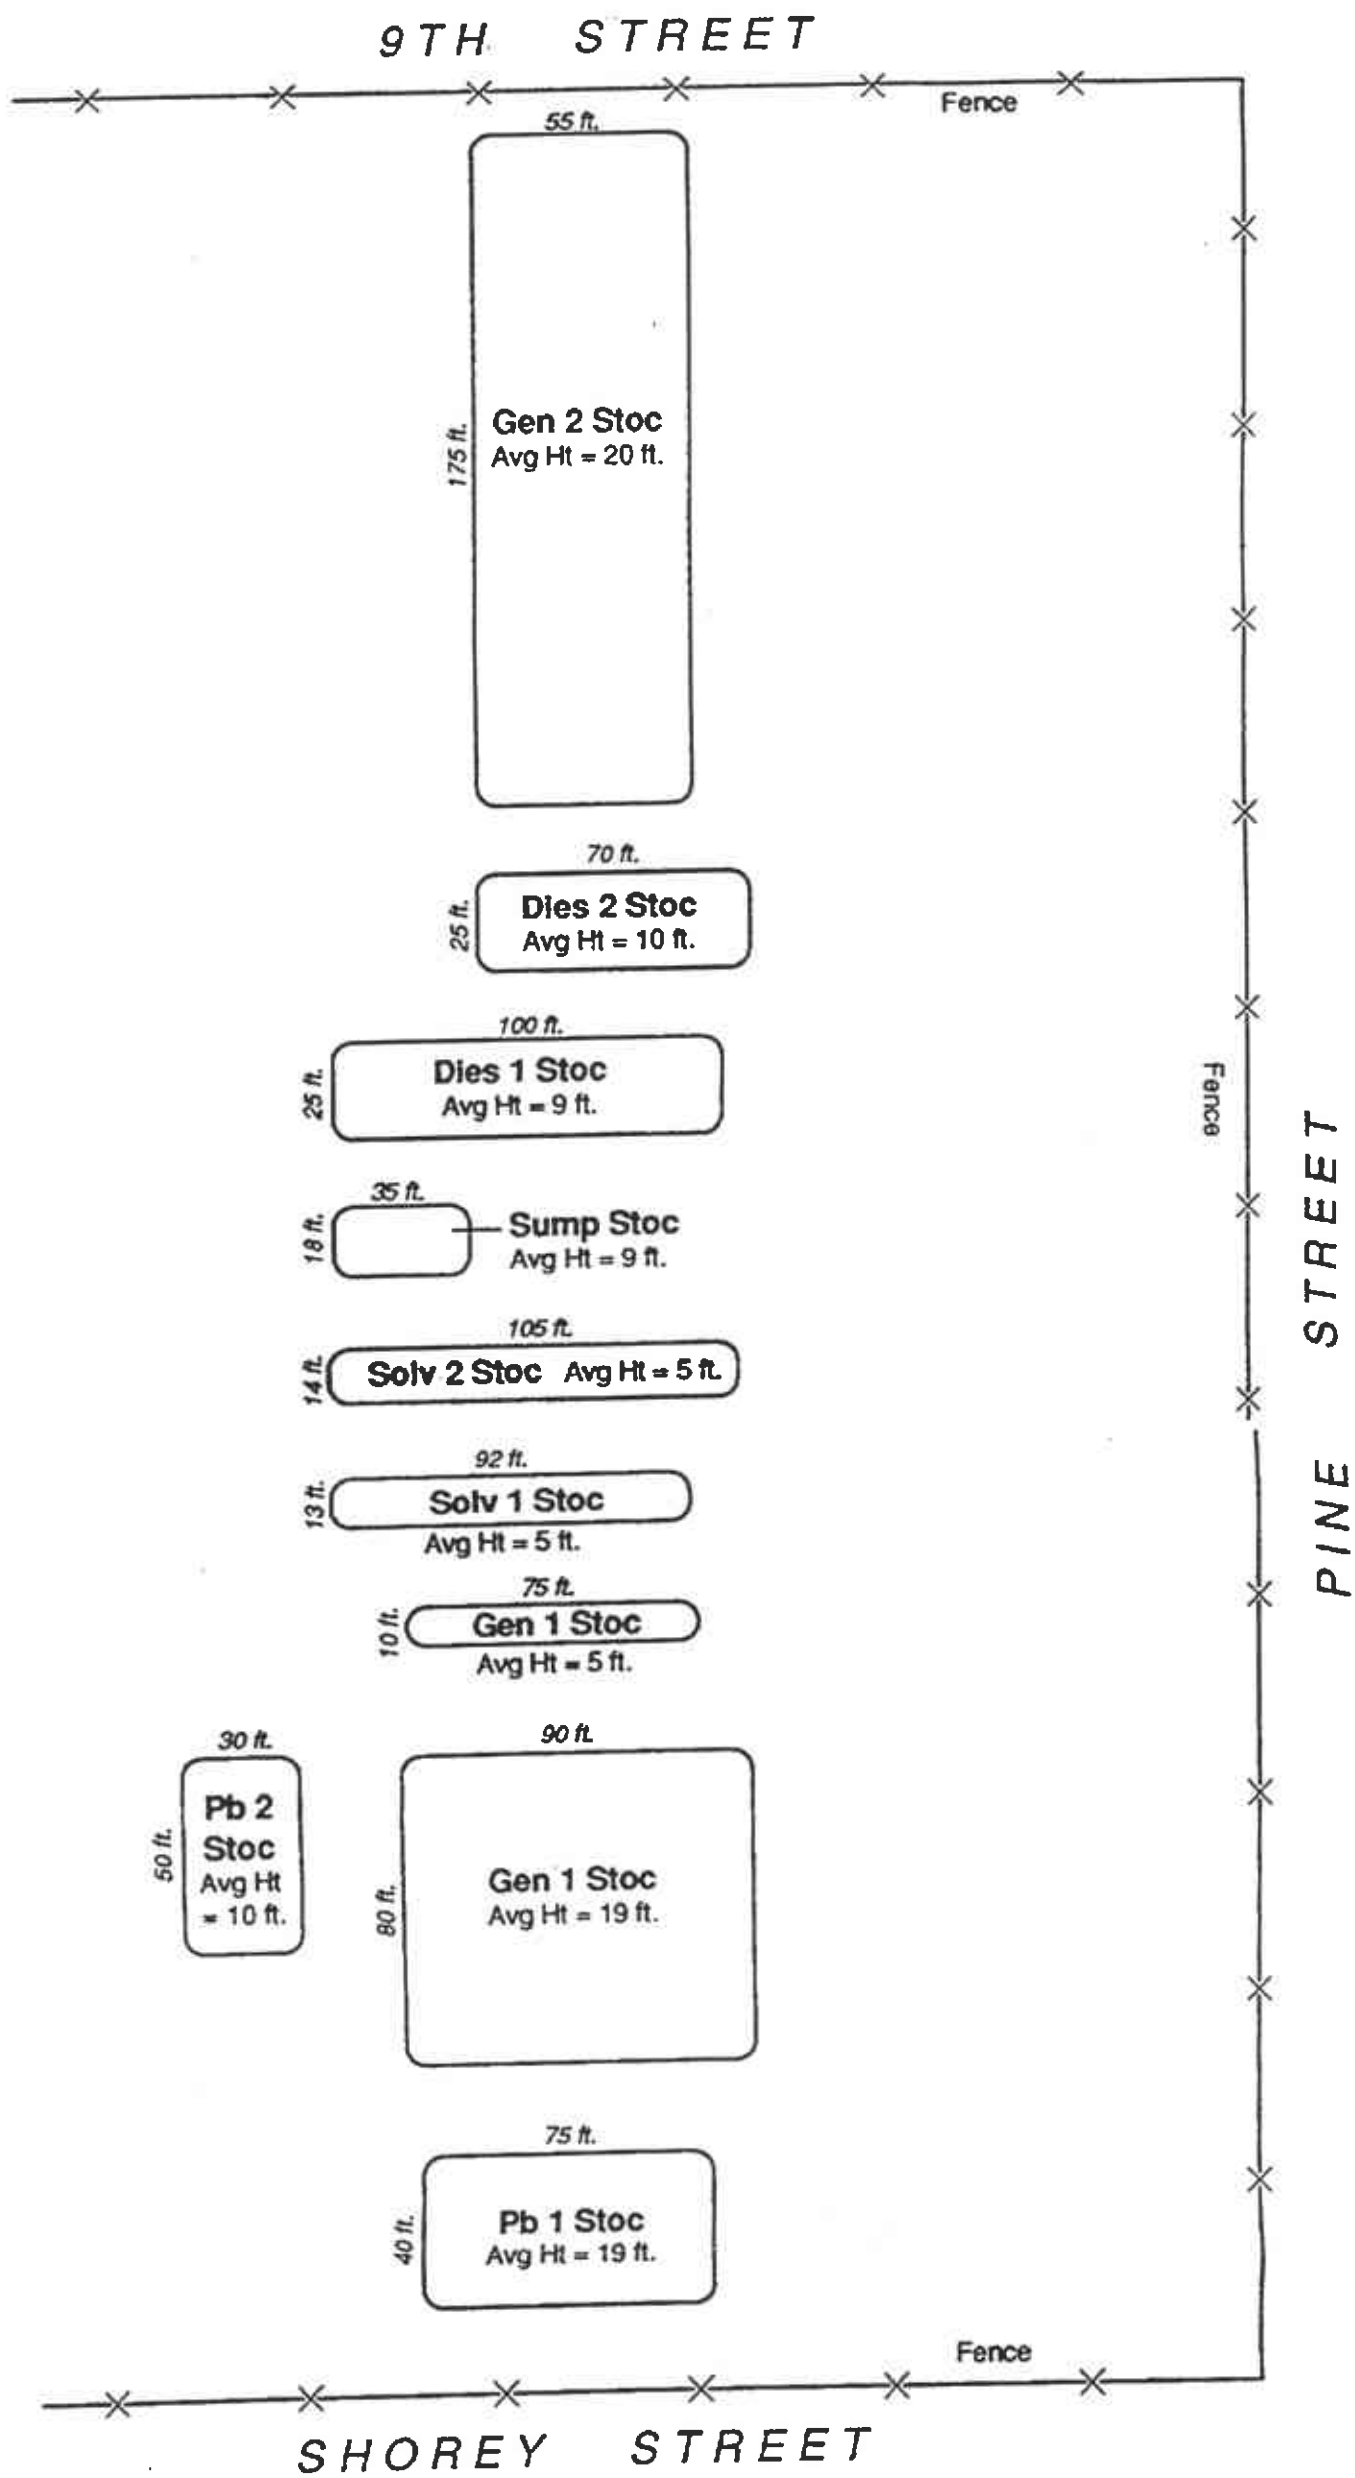 9TH STREET
Fence
55 ft.
175 ft.
Gen 2 Stoc
Avg Ht = 20 ft.
70 ft.
25 ft.
Dies 2 Stoc
Avg Ht = 10 ft.
100 ft.
25 ft.
Dies 1 Stoc
Avg Ht = 9 ft.
Fence
35 ft.
18 ft.
Sump Stoc
Avg Ht = 9 ft.
PINE STREET
105 ft.
14 ft.
Solv 2 Stoc Avg Ht = 5 ft.
92 ft.
13 ft.
Solv 1 Stoc
Avg Ht = 5 ft.
75 ft.
10 ft.
Gen 1 Stoc
Avg Ht = 5 ft.
30 ft.
50 ft.
Pb 2
Stoc
Avg Ht
= 10 ft.
90 ft.
80 ft.
Gen 1 Stoc
Avg Ht = 19 ft.
75 ft.
40 ft.
Pb 1 Stoc
Avg Ht = 19 ft.
Fence
SHOREY STREET